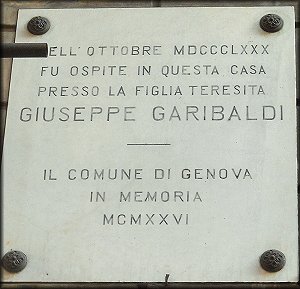 ELL'OTTOBRE MDCCCLXXX
FU OSPITE IN QUESTA CASA
PRESSO LA FIGLIA TERESITA
GIUSEPPE GARIBALDI
IL COMUNE DI GENOVA
IN MEMORIA
MCMXXVI